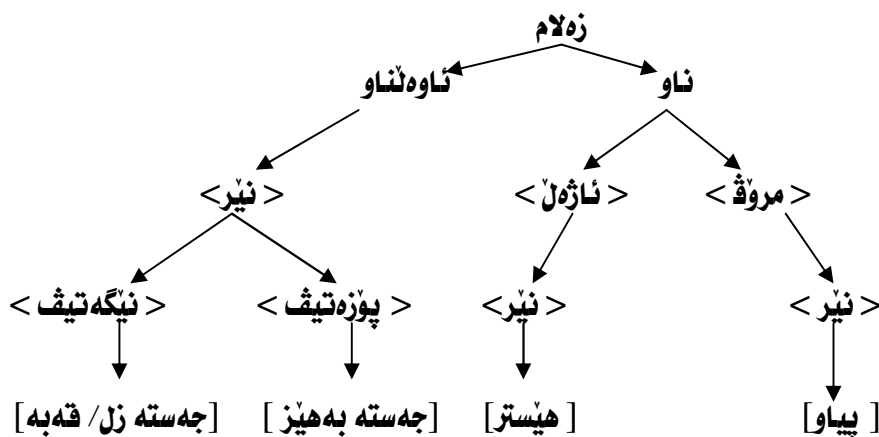 زەلام
ناو ئاوەڵناو
< مرۆڤ > < ئاژەڵ > < نێر>
< نێر > < نێر> < پۆزەتیڤ > < نێگەتیڤ >
[ پیاو] [ هێستر] [جەستە بەهێز ] [جەستە زل/ قەبە]